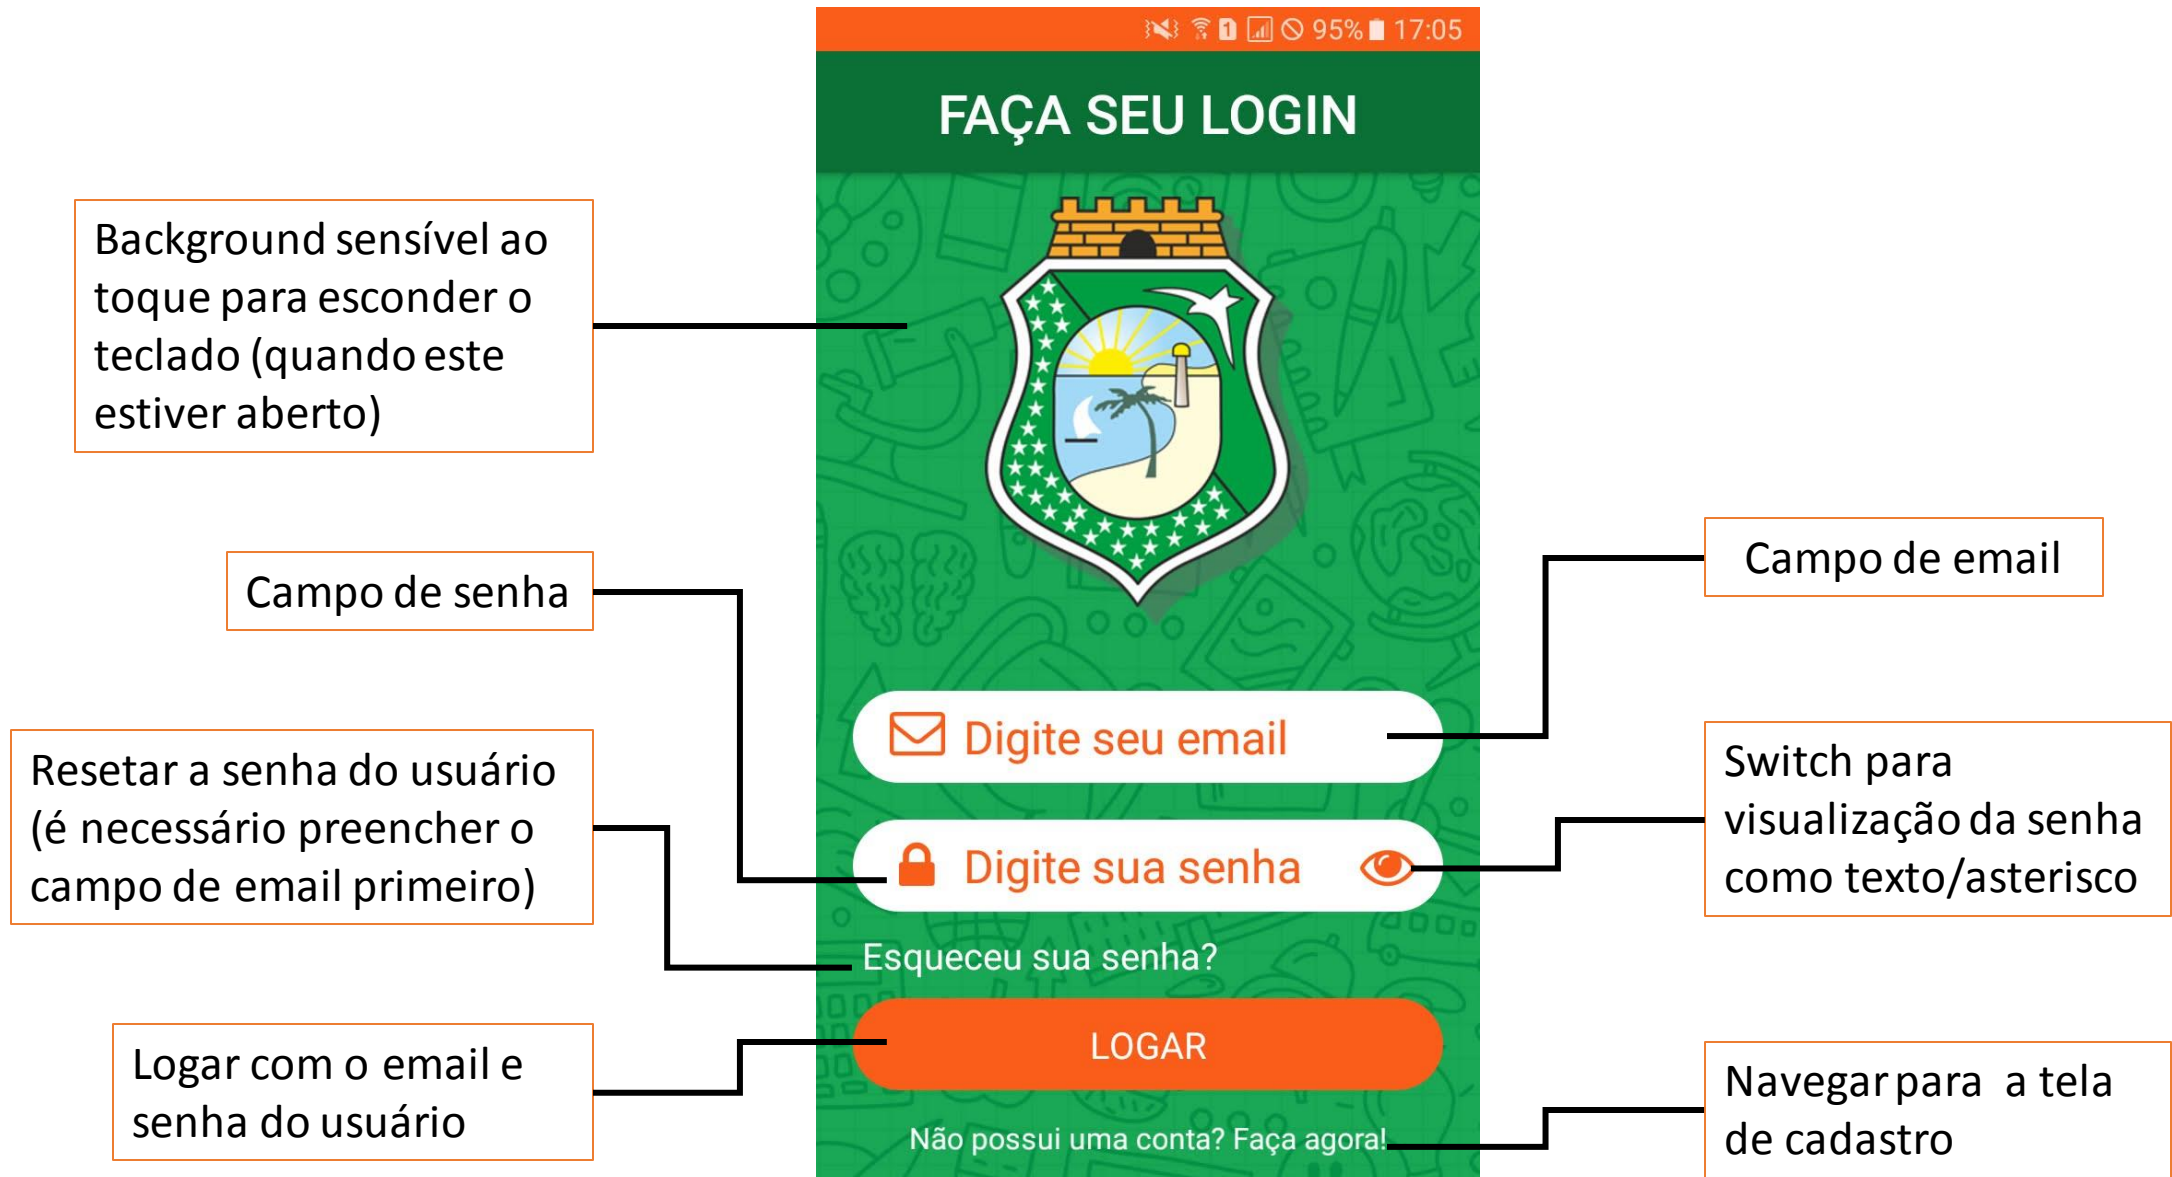 95% 17:05
FAÇA SEU LOGIN
Background sensível ao
toque para esconder o
teclado (quando este
estiver aberto)
Campo de senha
Campo de email
Resetar a senha do usuário
(é necessário preencher o
campo de email primeiro)
Digite seu email
Switch para
visualização da senha
como texto/asterisco
Digite sua senha
Esqueceu sua senha?
Logar com o email e
senha do usuário
LOGAR
Navegar para a tela
de cadastro
Não possui uma conta? Faça agora!